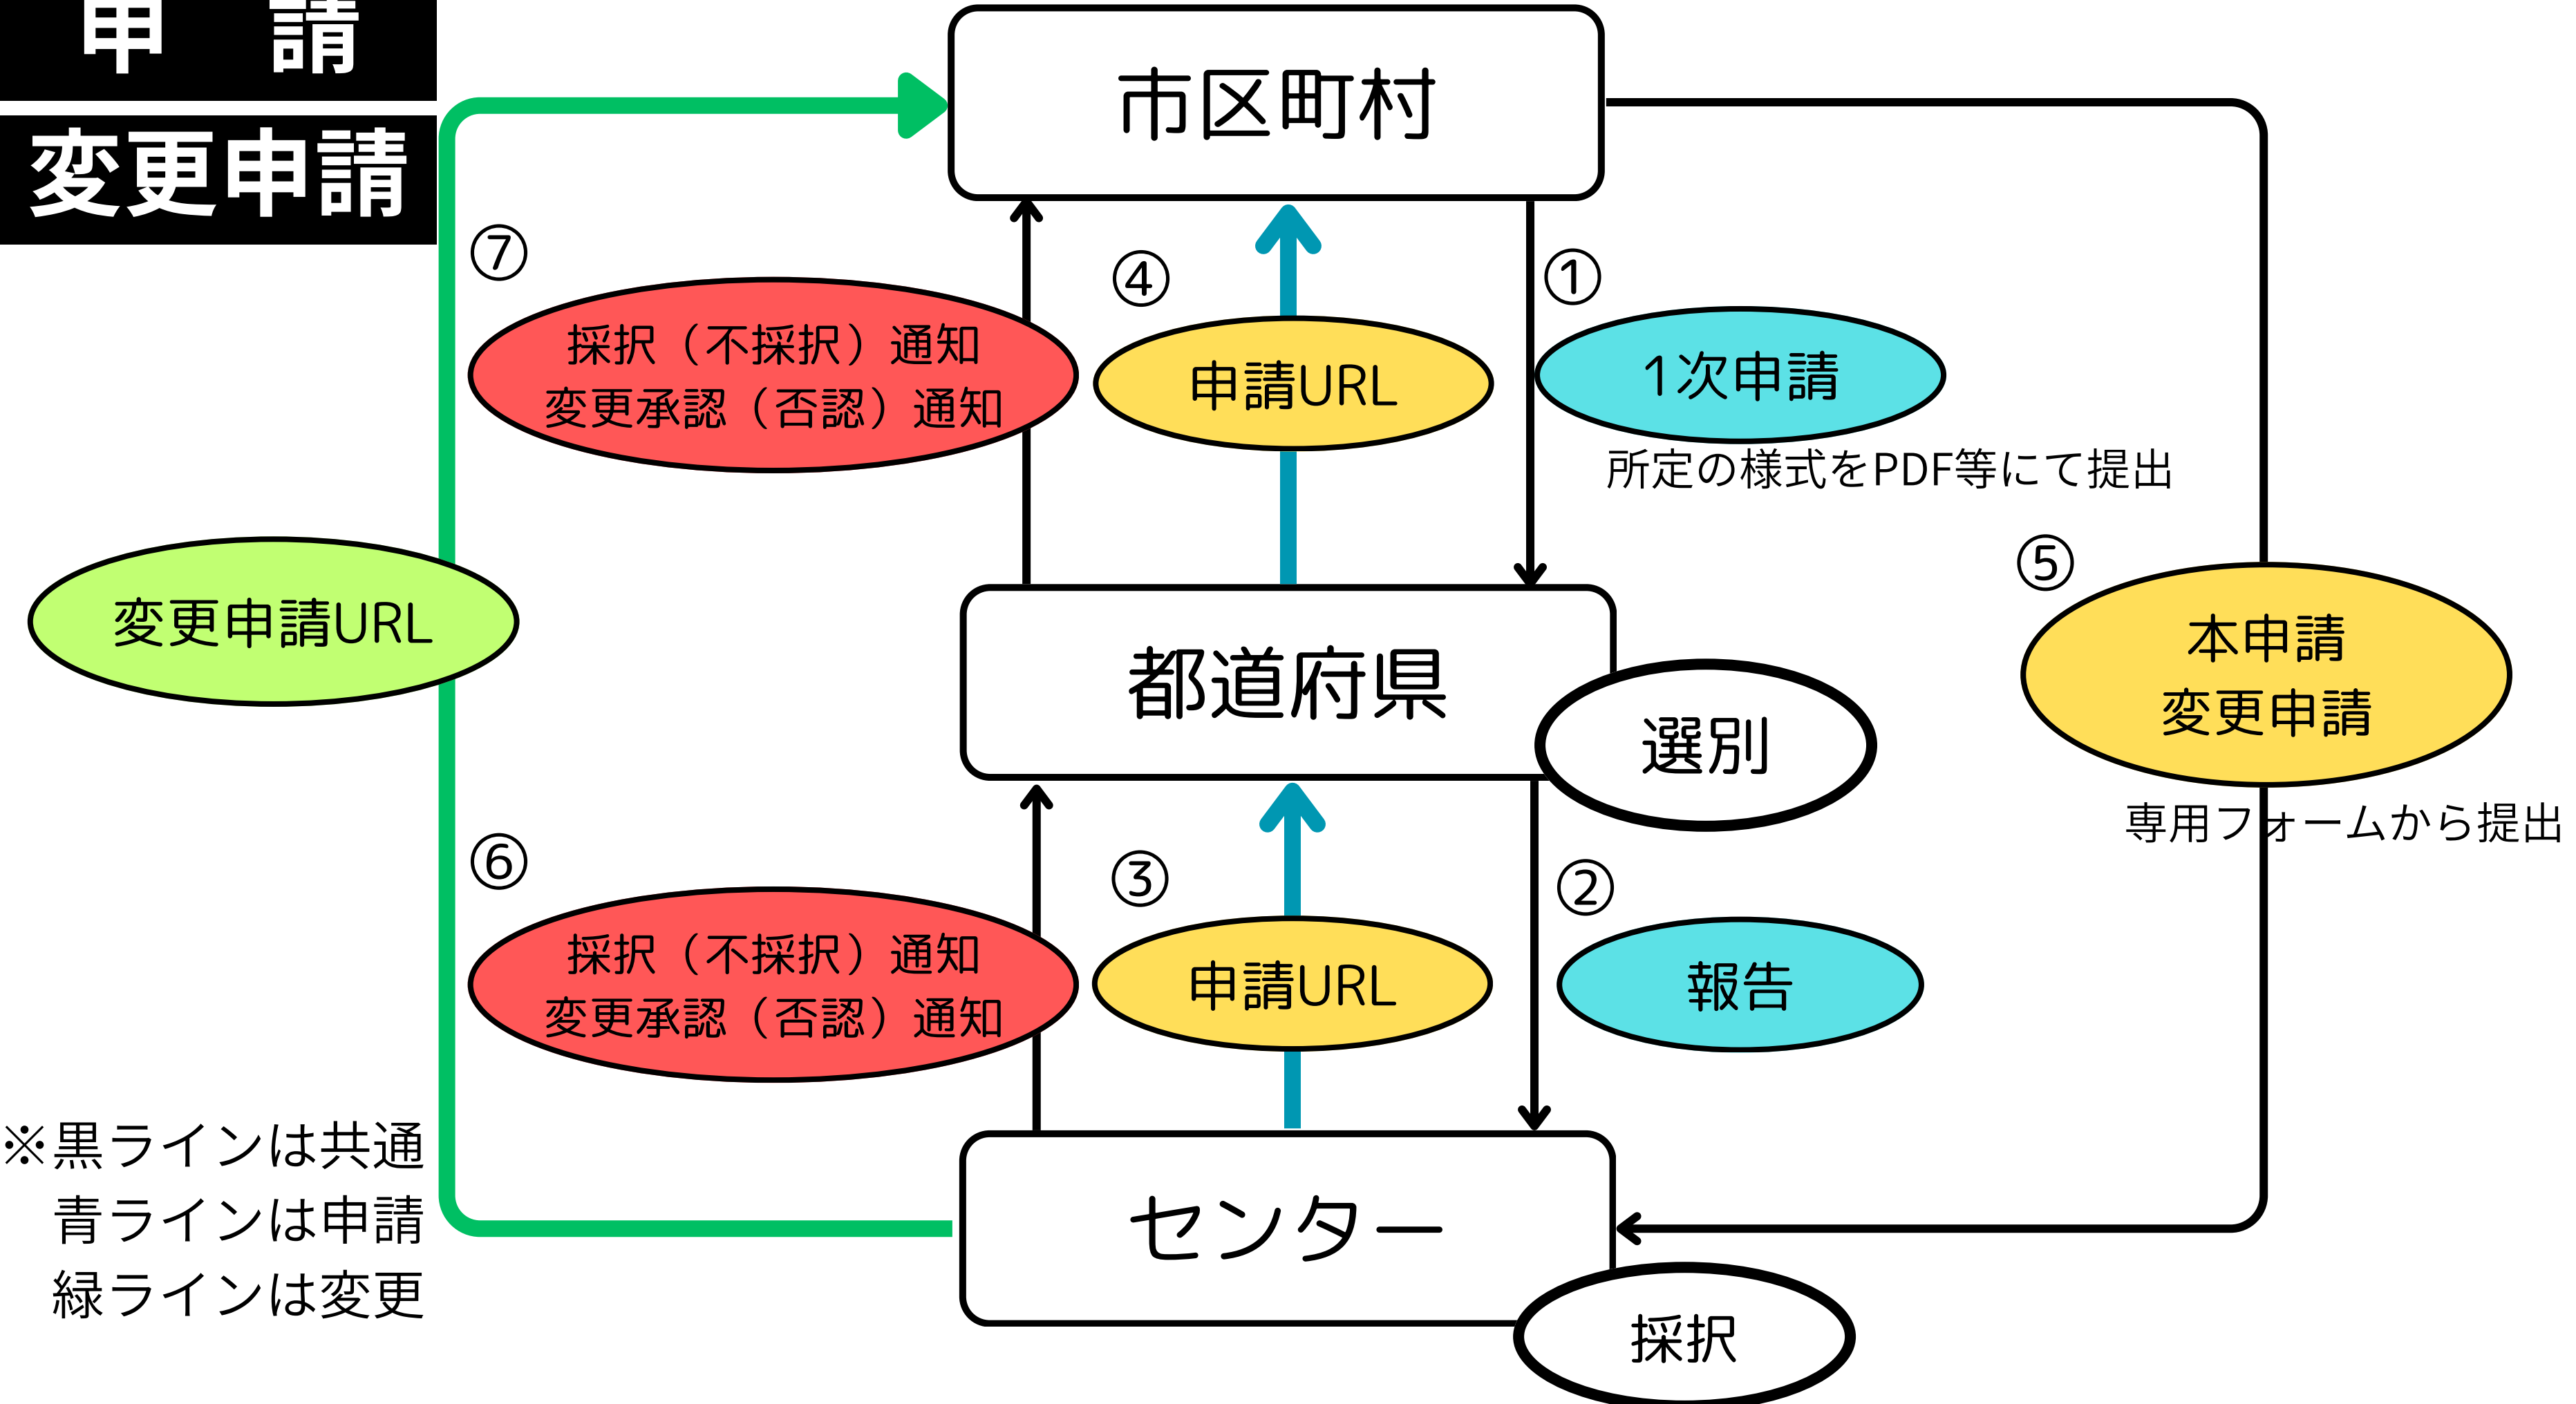 申　請
変更申請
市区町村
⑦
採択（不採択）通知
変更承認（否認）通知
④
申請URL
①
1次申請
所定の様式をPDF等にて提出
変更申請URL
都道府県
選別
⑤
本申請
変更申請
専用フォームから提出
⑥
採択（不採択）通知
変更承認（否認）通知
③
申請URL
②
報告
※黒ラインは共通
青ラインは申請
緑ラインは変更
センター
採択